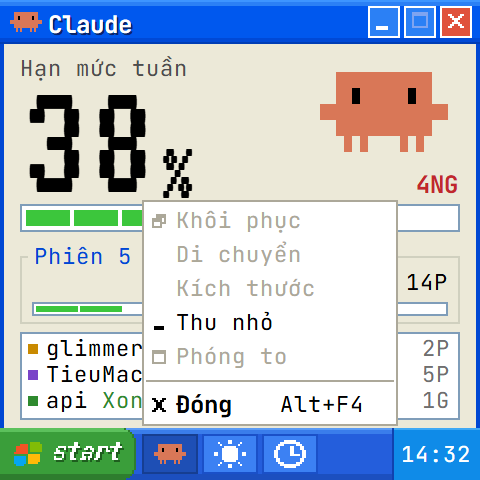 Claude
Hạn mức tuần
38%
4NG
Phiên 5
14P
Khôi phục
Di chuyển
Kích thước
Thu nhỏ
Phóng to
Đóng Alt+F4
glimmer 2P
TieuMac 5P
api Xon 1G
start
14:32